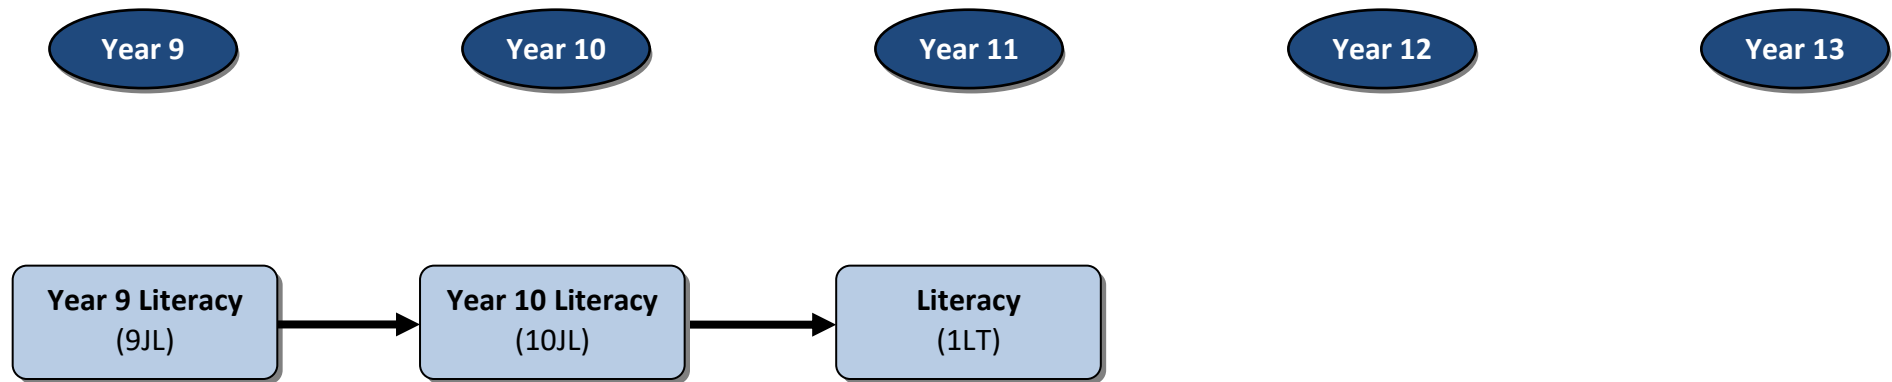 Year 9
Year 10
Year 11
Year 12
Year 13
Year 9 Literacy
(9JL)
Year 10 Literacy
(10JL)
Literacy
(1LT)